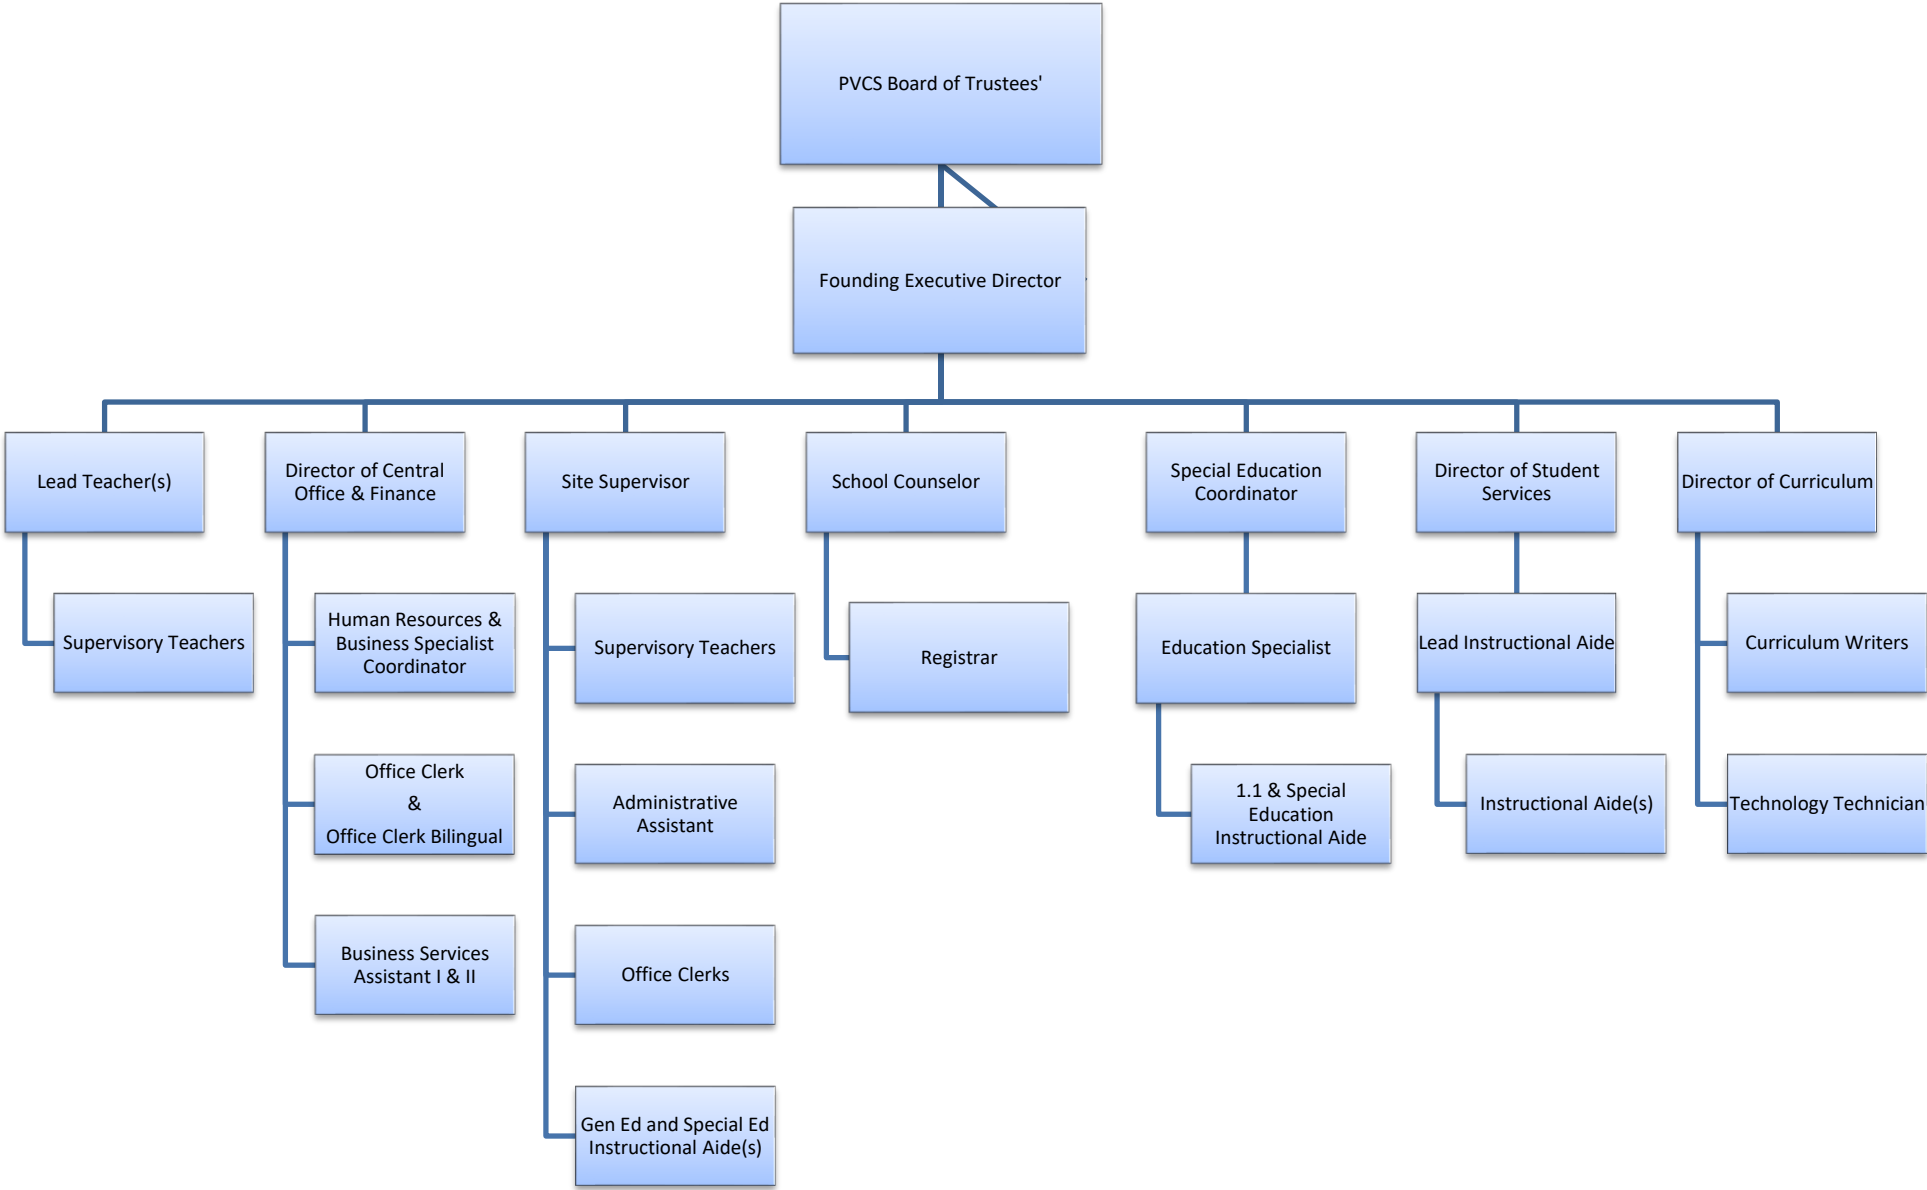 PVCS Board of Trustees'
Founding Executive Director
Lead Teacher(s)
Director of Central
Office & Finance
Site Supervisor
School Counselor
Special Education
Coordinator
Director of Student
Services
Director of Curriculum
Supervisory Teachers
Human Resources &
Business Specialist
Coordinator
Supervisory Teachers
Registrar
Education Specialist
Lead Instructional Aide
Curriculum Writers
Office Clerk
&
Office Clerk Bilingual
Administrative
Assistant
1.1 & Special
Education
Instructional Aide
Instructional Aide(s)
Technology Technician
Business Services
Assistant I & II
Office Clerks
Gen Ed and Special Ed
Instructional Aide(s)